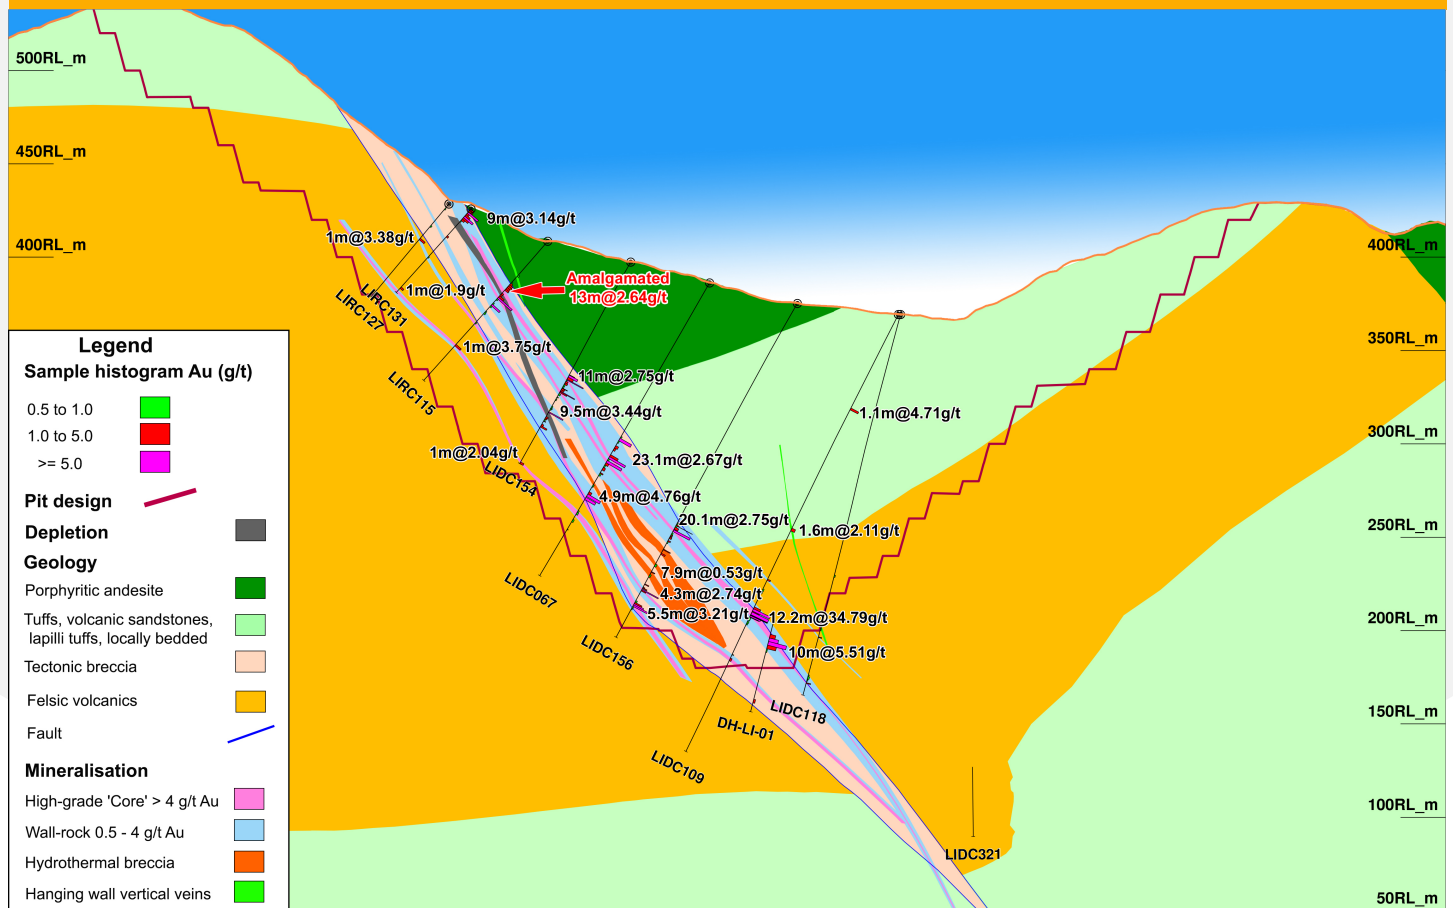 500RL_m
450RL_m
400RL_m
9m@3.14g/t
1m@3.38g/t
1m@1.9g/t
Amalgamated
13m@2.64g/t
LIRC131
LIRC127
1m@3.75g/t
LIRC115
11m@2.75g/t
9.5m@3.44g/t
1m@2.04g/t
LIDC154
23.1m@2.67g/t
4.9m@4.76g/t
20.1m@2.75g/t
1.1m@4.71g/t
1.6m@2.11g/t
LIDC067
7.9m@0.53g/t
4.3m@2.74g/t
5.5m@3.21g/t
12.2m@34.79g/t
10m@5.51g/t
LIDC156
LIDC118
DH-LI-01
LIDC109
LIDC321
400RL_m
350RL_m
300RL_m
250RL_m
200RL_m
150RL_m
100RL_m
50RL_m
Legend
Sample histogram Au (g/t)
0.5 to 1.0
1.0 to 5.0
>= 5.0
Pit design
Depletion
Geology
Porphyritic andesite
Tuffs, volcanic sandstones,
lapilli tuffs, locally bedded
Tectonic breccia
Felsic volcanics
Fault
Mineralisation
High-grade 'Core' > 4 g/t Au
Wall-rock 0.5 - 4 g/t Au
Hydrothermal breccia
Hanging wall vertical veins